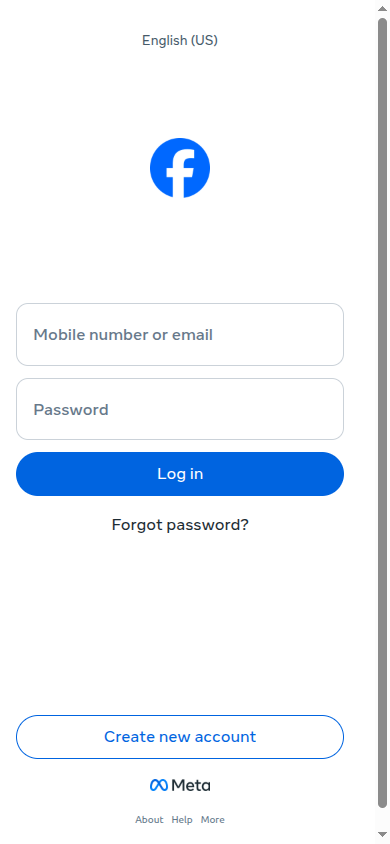 English (US)
Mobile number or email
Password
Log in
Forgot password?
Create new account
Meta
About Help More